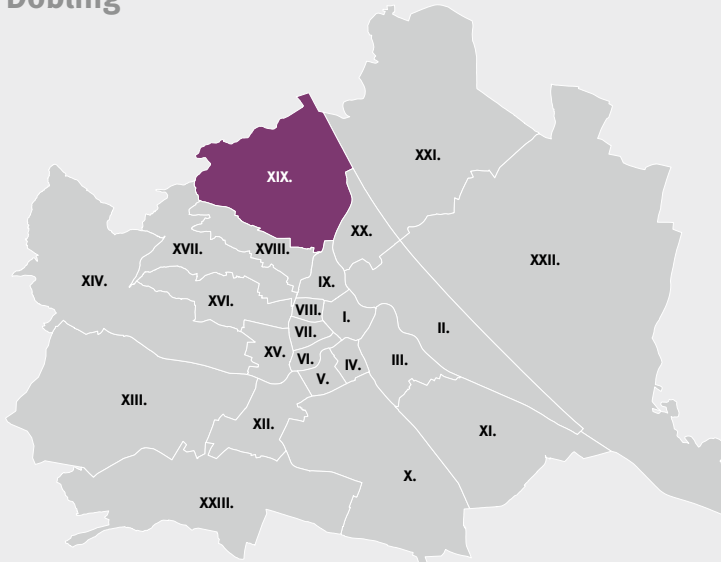 Döbling
XXI.
XIX.
XX.
XVII.
XVIII.
XXII.
XIV.
IX.
XVI.
VIII.
I.
II.
VII.
XV.
VI.
IV.
III.
V.
XIII.
XII.
XI.
X.
XXIII.